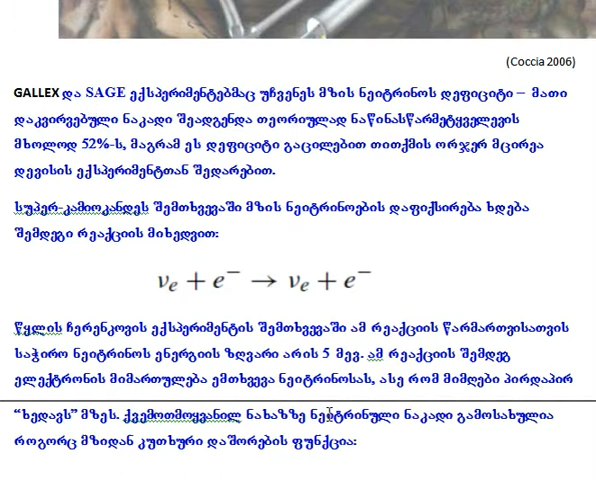 (Coccia 2006)
GALLEX და SAGE ექსპერიმენტებმაც უჩვენეს მზის ნეიტრინოს დეფიციტი – მათი
დაკვირვებული ნაკადი შეადგენდა თეორიულად ნაწინასწარმეტყველევის
მხოლოდ 52%-ს, მაგრამ ეს დეფიციტი გაცილებით თითქმის ორჯერ მცირეა
დევისის ექსპერიმენტთან შედარებით.
სუპერ-კამიოკანდეს შემთხვევაში მზის ნეიტრინოების დაფიქსირება ხდება
შემდეგი რეაქციის მიხედვით:
νₑ + e⁻ → νₑ + e⁻
წყლის ჩერენკოვის ექსპერიმენტის შემთხვევაში ამ რეაქციის წარმართვისათვის
საჭირო ნეიტრინოს ენერგიის ზღვარი არის 5 მევ. ამ რეაქციის შემდეგ
ელექტრონის მიმართულება ემთხვევა ნეიტრინოსას, ასე რომ მიმღები პირდაპირ
“ხედავს” მზეს. ქვემოთმოყვანილ ნახაზზე ნეიტრინული ნაკადი გამოსახულია
როგორც მზიდან კუთხური დაშორების ფუნქცია: